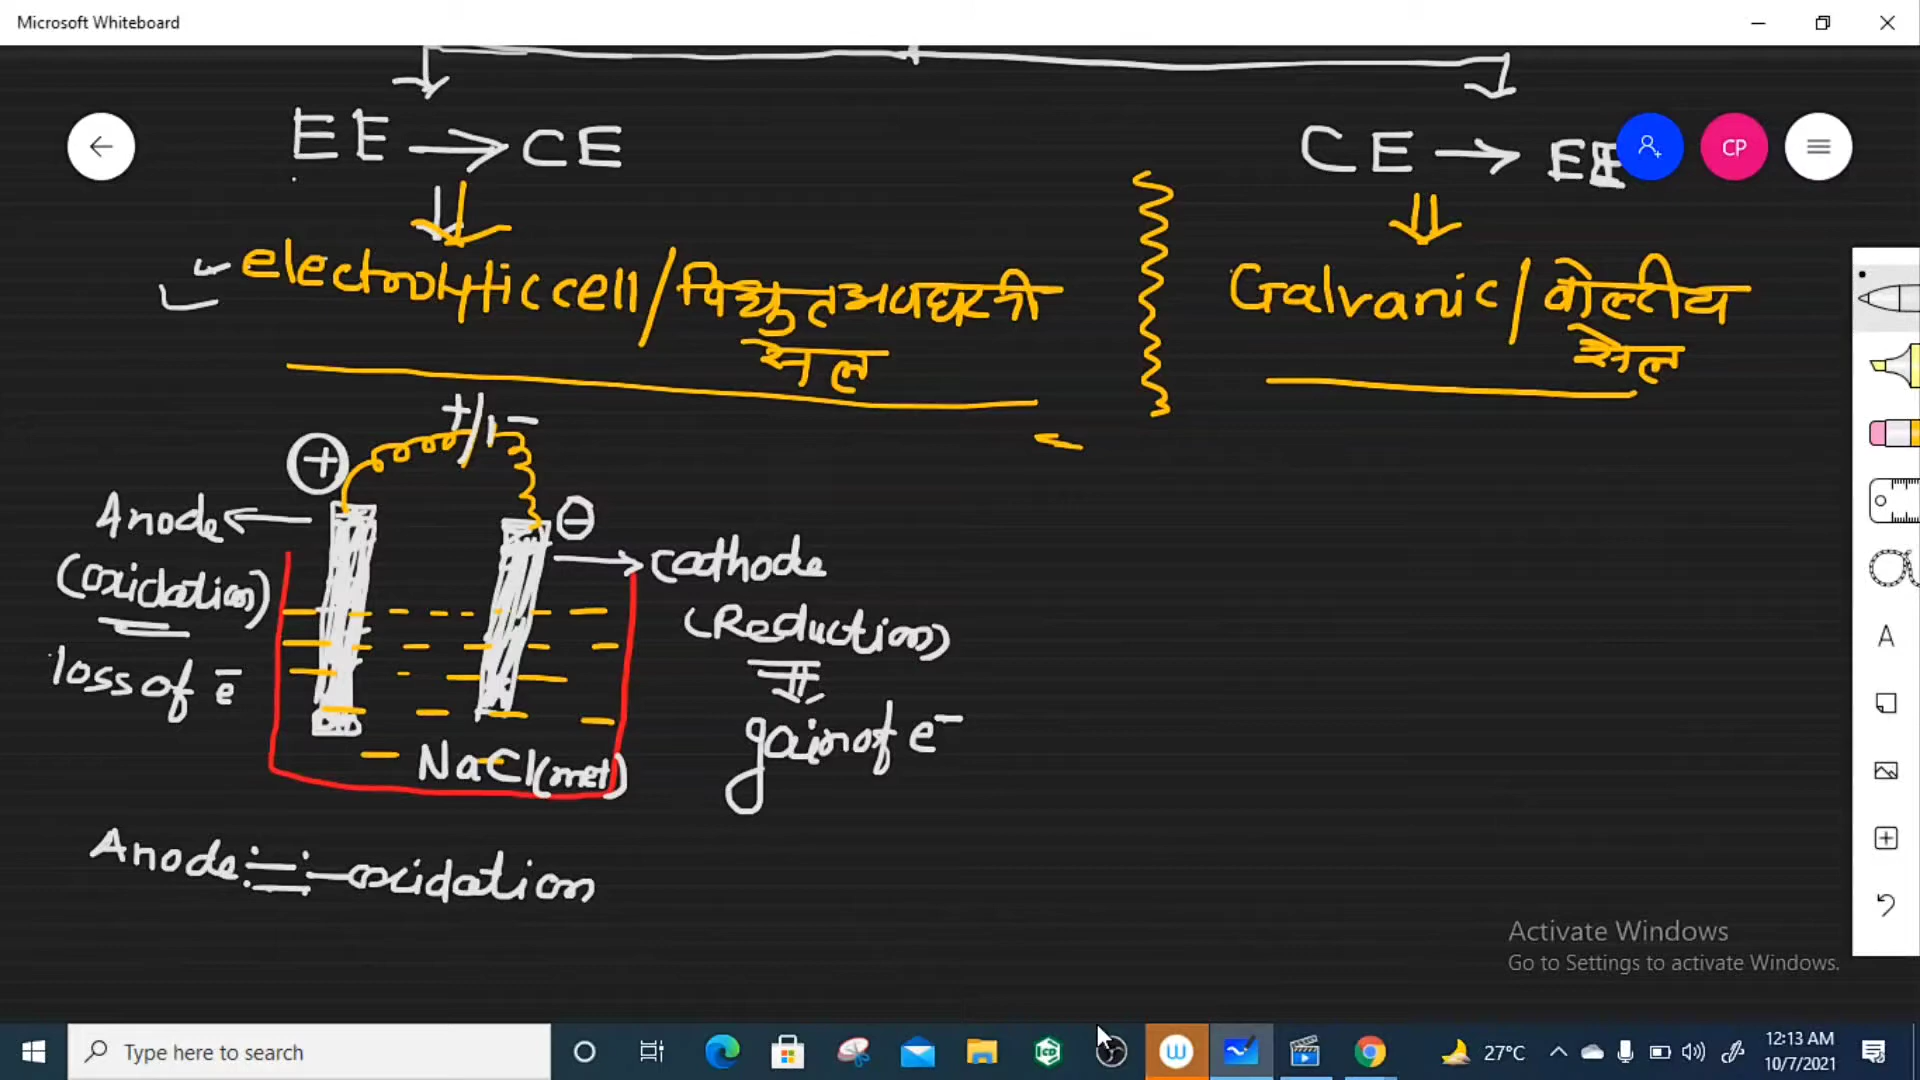 Microsoft Whiteboard
EE → CE
CE → EE
CP
electrolytic cell / विद्युत अपघटनी
सेल
Galvanic / वोल्टीय
सेल
+ -
+
-
Anode
(oxidation)
loss of e̅
cathode
(Reduction)
gain of e⁻
NaCl(met)
Anode :- oxidation
A
Activate Windows
Go to Settings to activate Windows.
Type here to search
27°C
12:13 AM
10/7/2021